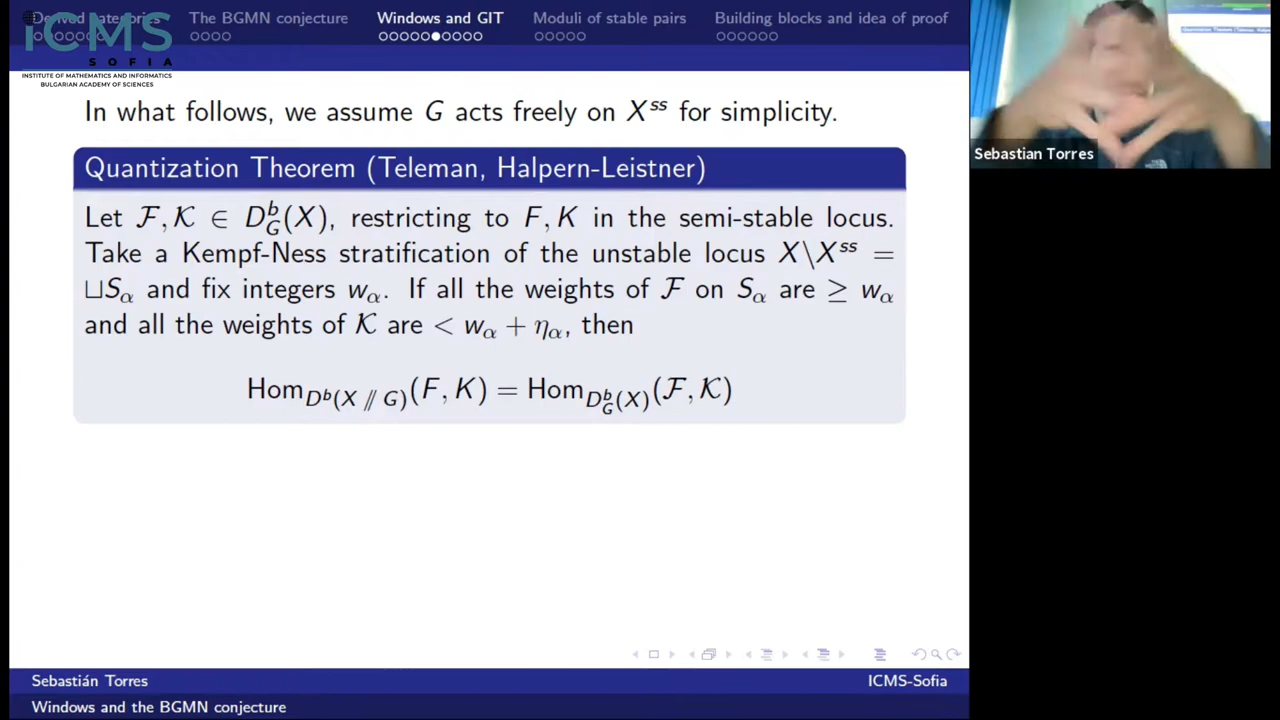 Derived categories The BGMN conjecture Windows and GIT Moduli of stable pairs Building blocks and idea of proof
ICMS
SOFIA
INSTITUTE OF MATHEMATICS AND INFORMATICS
BULGARIAN ACADEMY OF SCIENCES
In what follows, we assume G acts freely on X^ss for simplicity.
Quantization Theorem (Teleman, Halpern-Leistner)
Let ℱ, 𝒦 ∈ D^b_G(X), restricting to F, K in the semi-stable locus.
Take a Kempf-Ness stratification of the unstable locus X\X^ss =
⊔S_α and fix integers w_α. If all the weights of ℱ on S_α are ≥ w_α
and all the weights of 𝒦 are < w_α + η_α, then
Hom_{D^b(X // G)}(F, K) = Hom_{D^b_G(X)}(ℱ, 𝒦)
Sebastian Torres
Sebastián Torres ICMS-Sofia
Windows and the BGMN conjecture